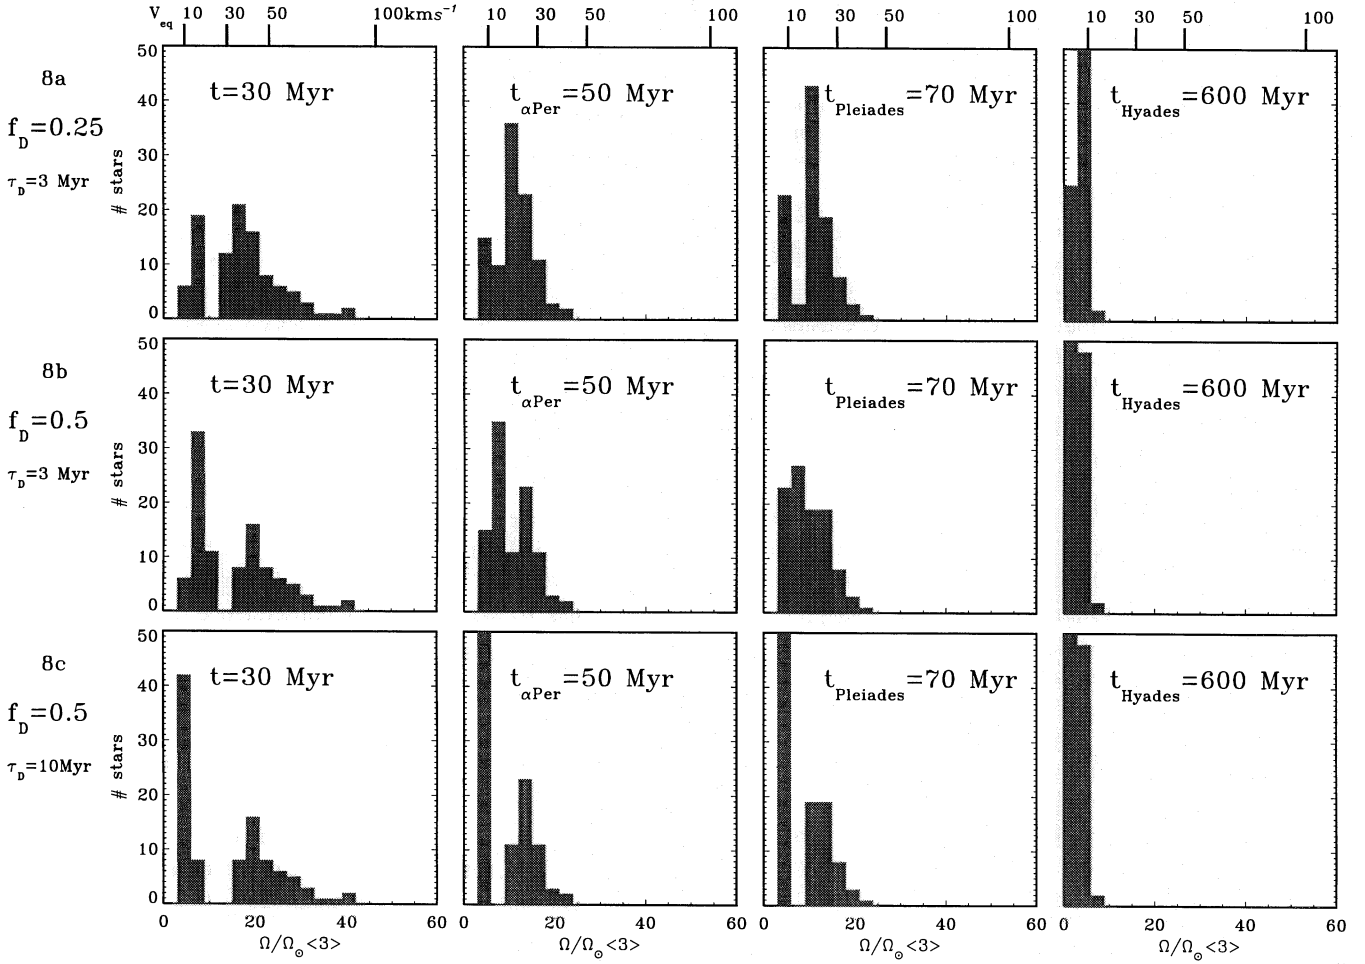 V_eq 10 30 50 100kms⁻¹
10 30 50 100
10 30 50 100
10 30 50 100
8a
f_D=0.25
τ_D=3 Myr
# stars
50
40
30
20
10
0
t=30 Myr
t_αPer=50 Myr
t_Pleiades=70 Myr
t_Hyades=600 Myr
8b
f_D=0.5
τ_D=3 Myr
# stars
50
40
30
20
10
0
t=30 Myr
t_αPer=50 Myr
t_Pleiades=70 Myr
t_Hyades=600 Myr
8c
f_D=0.5
τ_D=10Myr
# stars
50
40
30
20
10
0
t=30 Myr
t_αPer=50 Myr
t_Pleiades=70 Myr
t_Hyades=600 Myr
0 20 40 60
0 20 40 60
0 20 40 60
0 20 40 60
Ω/Ω_⊙<3>
Ω/Ω_⊙<3>
Ω/Ω_⊙<3>
Ω/Ω_⊙<3>